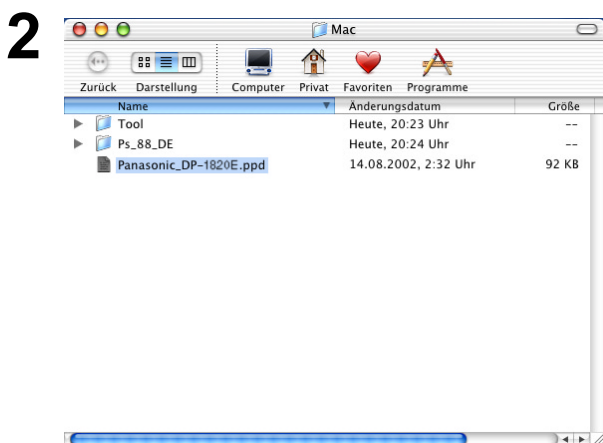 2
Mac
Zurück Darstellung Computer Privat Favoriten Programme
Name Änderungsdatum Größe
Tool Heute, 20:23 Uhr --
Ps_88_DE Heute, 20:24 Uhr --
Panasonic_DP-1820E.ppd 14.08.2002, 2:32 Uhr 92 KB